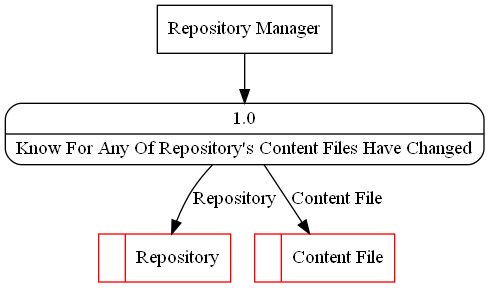 Repository Manager
1.0
Know For Any Of Repository's Content Files Have Changed
Repository
Content File
Repository
Content File